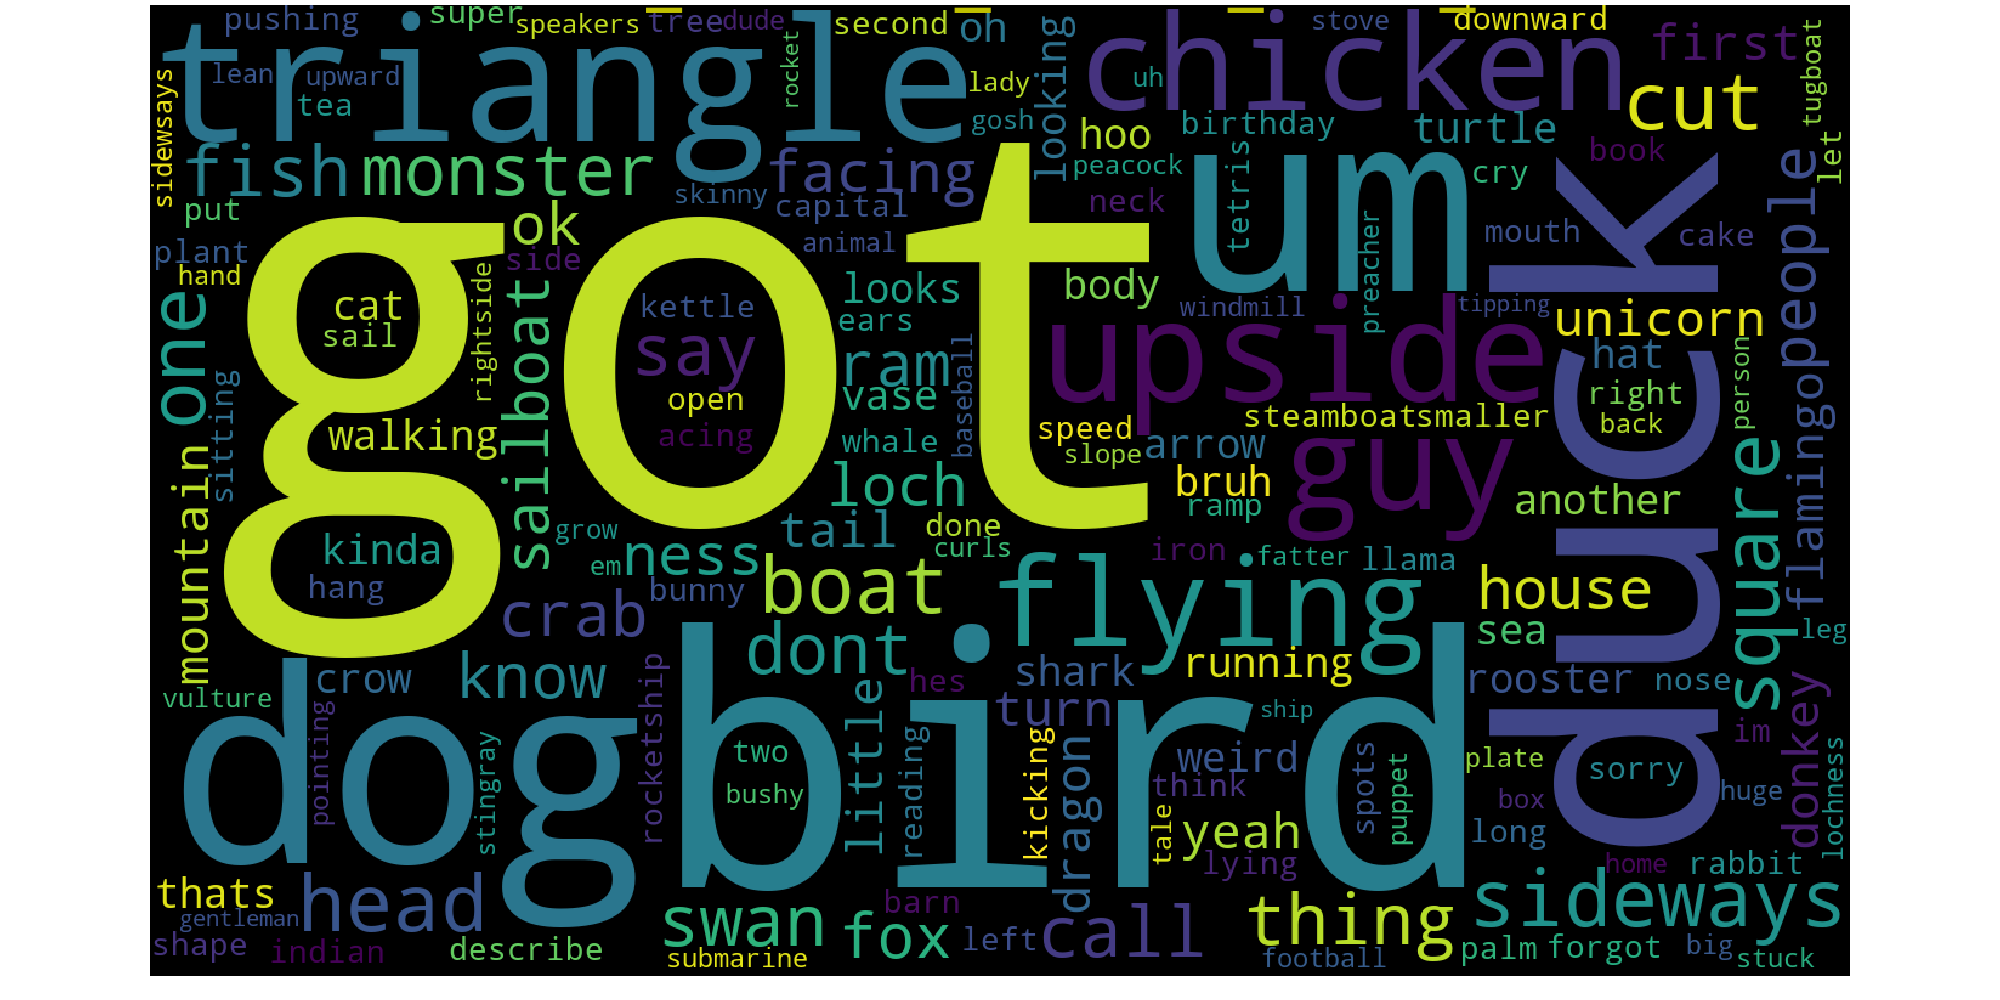 pushing
super
speakers
tree
dude
second
oh
looking
stove
downward
first
triangle
chicken
lean
upward
rocket
lady
uh
cut
tugboat
tea
gosh
hoo
birthday
turtle
let
sidewsays
fish
monster
facing
peacock
tetris
cry
book
people
put
ok
skinny
capital
neck
um
preacher
mouth
cake
plant
side
animal
hand
one
cat
sail
rightside
sailboat
got
kettle
say
looks
ears
body
windmill
tipping
unicorn
duck
upside
hat
right
back
person
flamingo
sitting
walking
open
acing
ram
vase
whale
baseball
speed
slope
steamboatsmaller
arrow
guy
mountain
loch
bruh
ramp
another
square
kinda
hang
grow
em
ness
tail
done
curls
iron
fatter
llama
bunny
boat
flying
house
crab
dont
sea
leg
crow
know
hes
shark
running
rooster
nose
vulture
pointing
rocketship
little
turn
ship
donkey
dog
bird
stingray
two
bushy
reading
kicking
dragon
weird
think
spots
puppet
plate
im
sorry
box
huge
lochness
tale
yeah
lying
long
home
rabbit
thats
gentleman
head
swan
fox
barn
left
call
thing
sideways
shape
indian
describe
submarine
football
palm
forgot
big
stuck